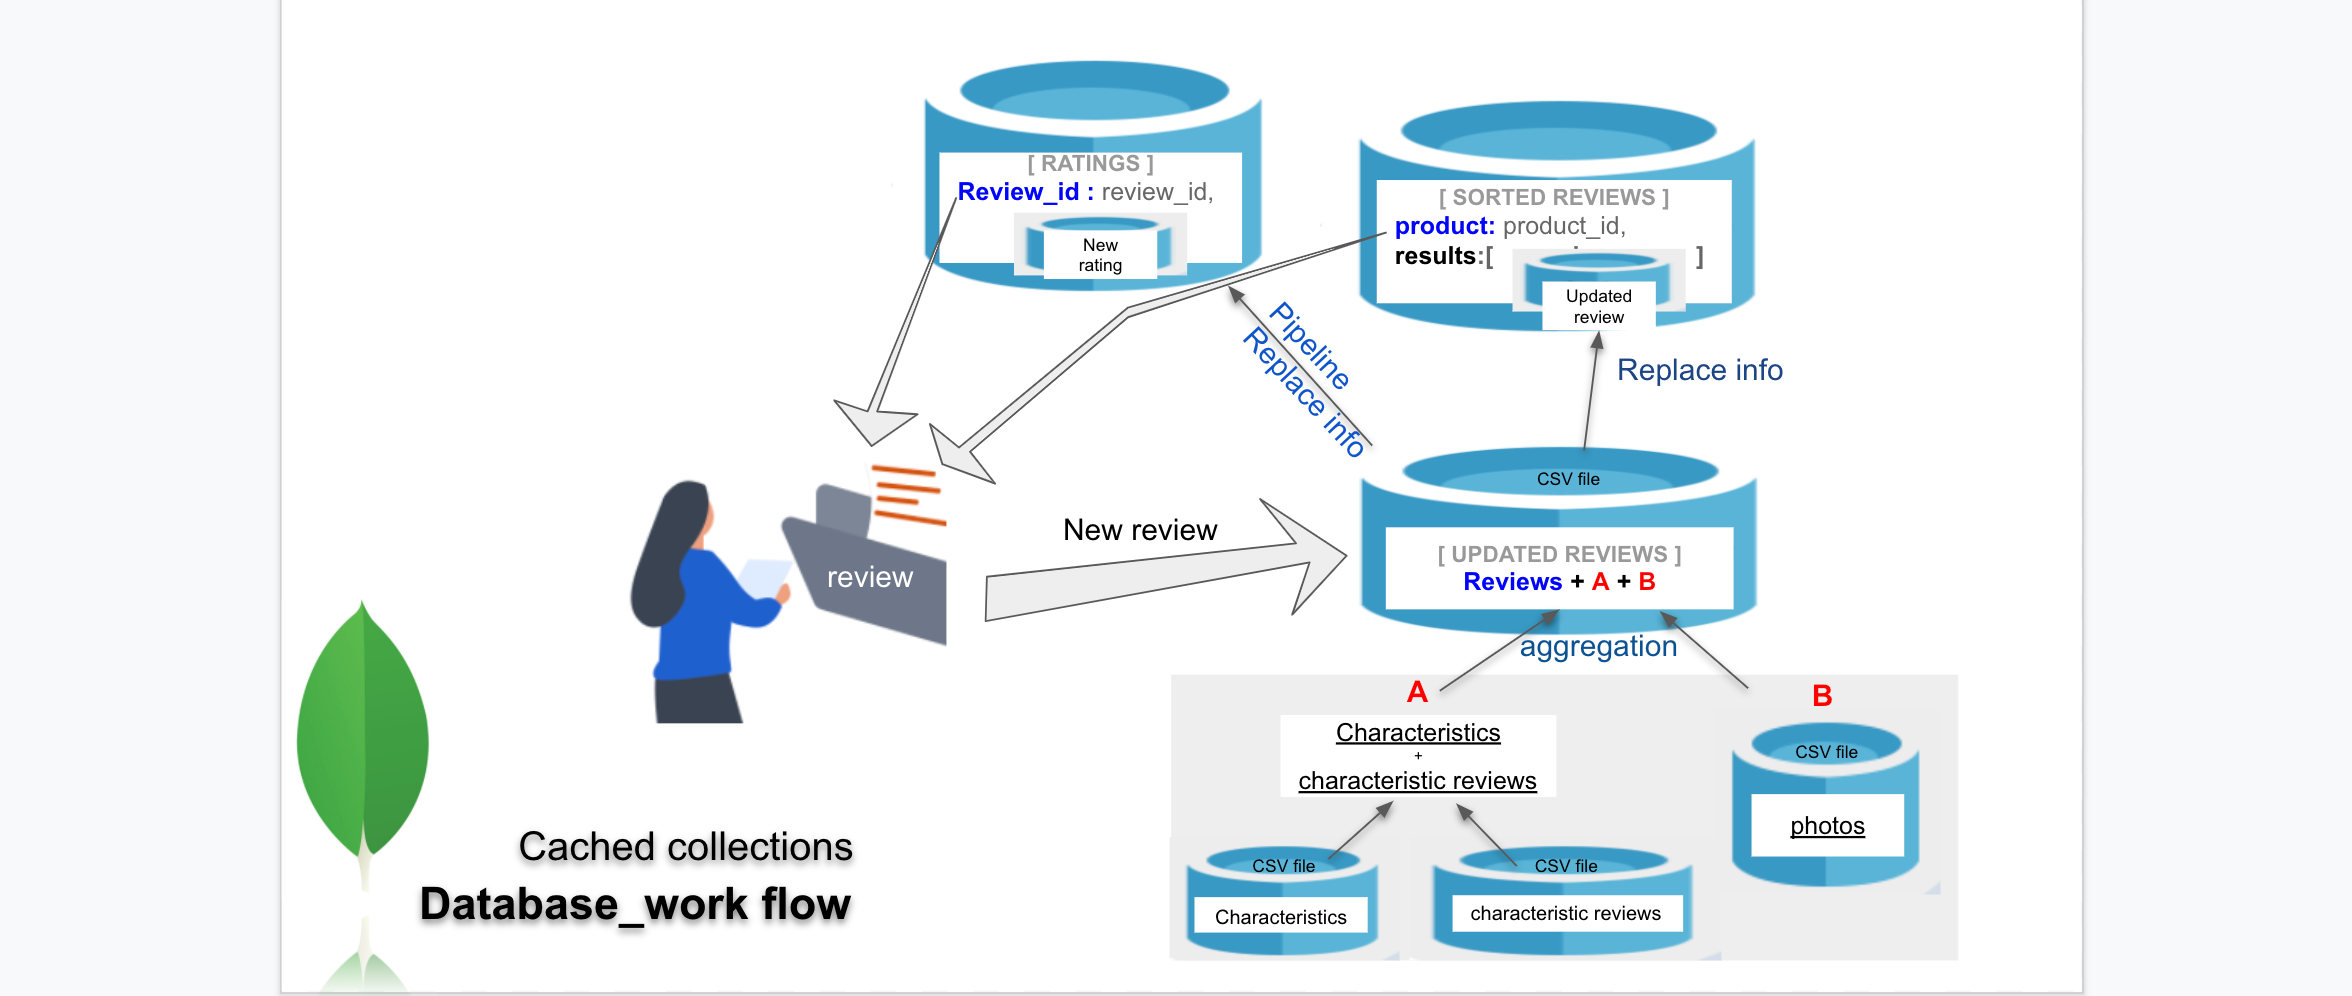 [ RATINGS ]
Review_id : review_id,
New
rating
[ SORTED REVIEWS ]
product: product_id,
results:[ ]
Updated
review
Pipeline
Replace info
Replace info
CSV file
[ UPDATED REVIEWS ]
Reviews + A + B
New review
review
aggregation
A
Characteristics
+
characteristic reviews
B
CSV file
photos
CSV file
Characteristics
CSV file
characteristic reviews
Cached collections
Database_work flow